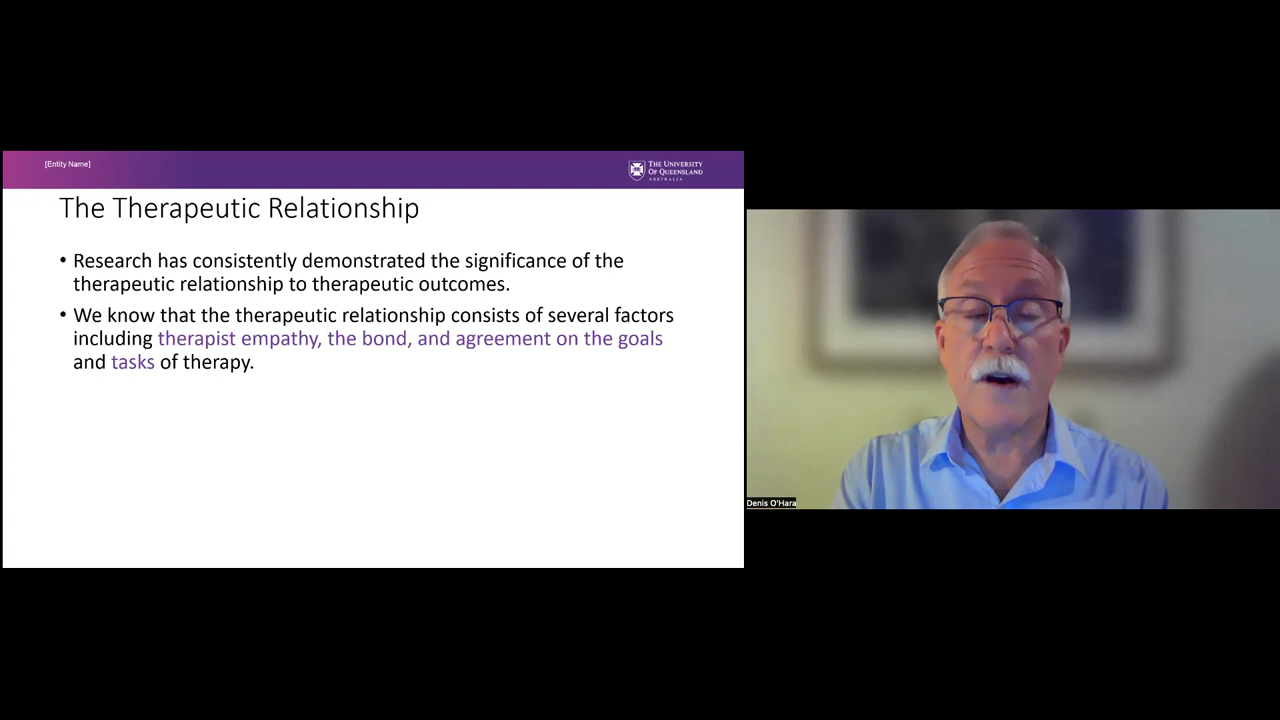 [Entity Name]
THE UNIVERSITY
OF QUEENSLAND
AUSTRALIA
The Therapeutic Relationship
• Research has consistently demonstrated the significance of the
therapeutic relationship to therapeutic outcomes.
• We know that the therapeutic relationship consists of several factors
including therapist empathy, the bond, and agreement on the goals
and tasks of therapy.
Denis O'Hara